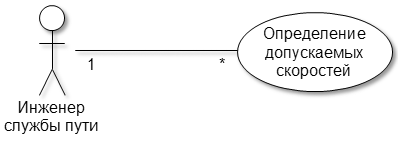 Определение
допускаемых
скоростей
1
*
Инженер
службы пути